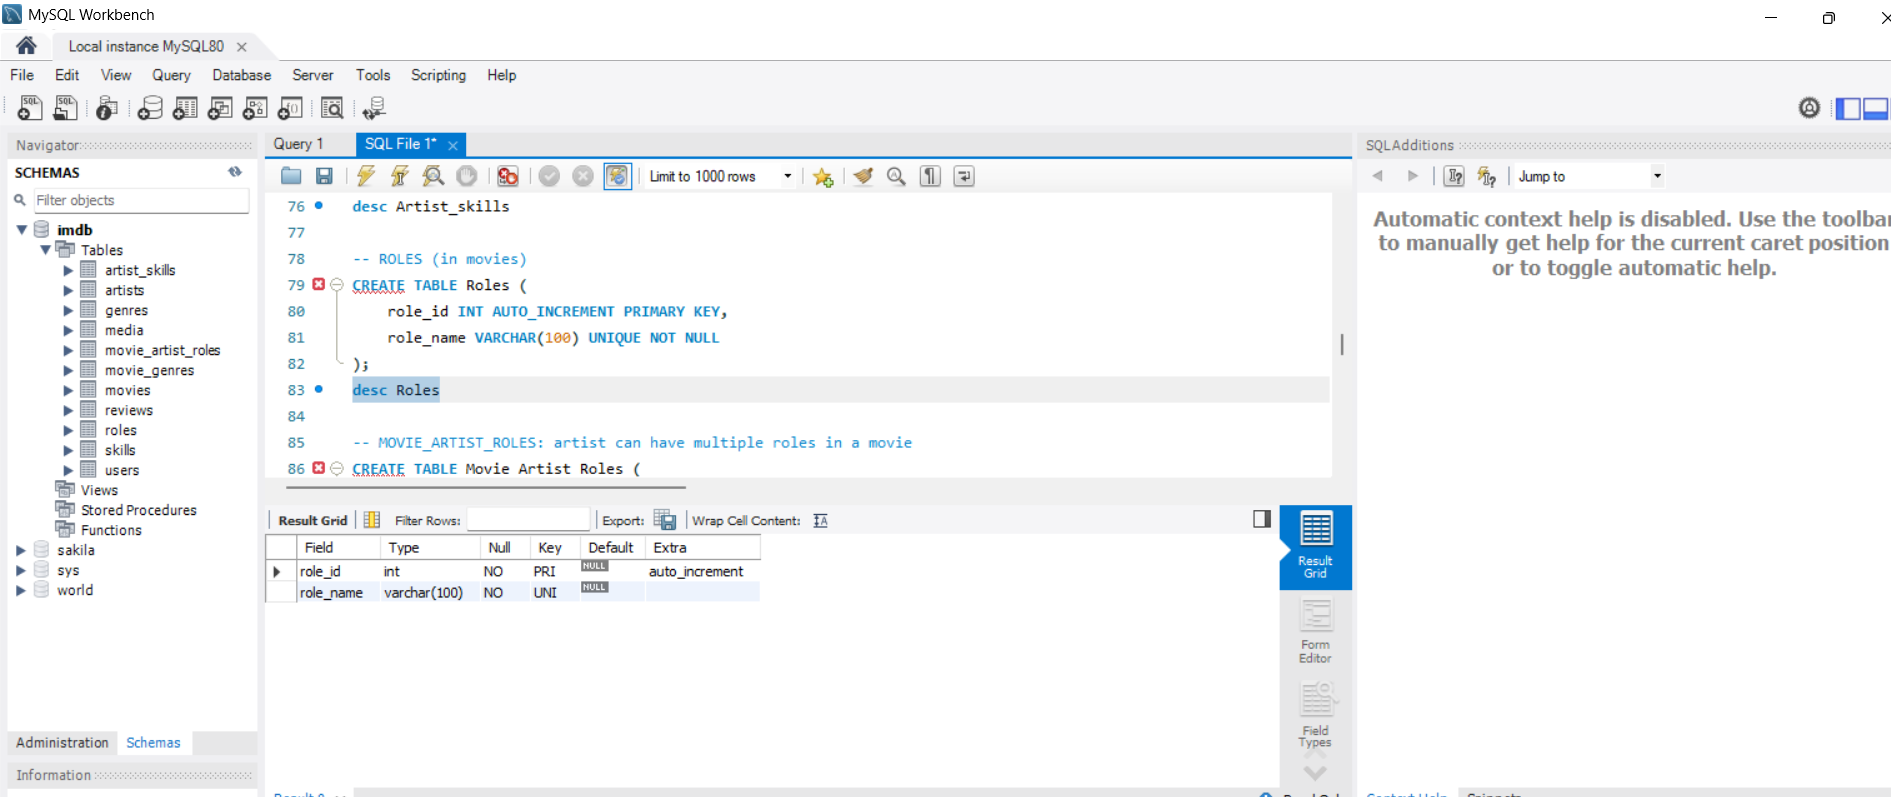 MySQL Workbench
Local instance MySQL80
File Edit View Query Database Server Tools Scripting Help
Navigator
SCHEMAS
Filter objects
imdb
Tables
artist_skills
artists
genres
media
movie_artist_roles
movie_genres
movies
reviews
roles
skills
users
Views
Stored Procedures
Functions
sakila
sys
world
Administration Schemas
Information
Query 1 SQL File 1*
Limit to 1000 rows
76 desc Artist_skills
77
78 -- ROLES (in movies)
79 CREATE TABLE Roles (
80 role_id INT AUTO_INCREMENT PRIMARY KEY,
81 role_name VARCHAR(100) UNIQUE NOT NULL
82 );
83 desc Roles
84
85 -- MOVIE_ARTIST_ROLES: artist can have multiple roles in a movie
86 CREATE TABLE Movie Artist Roles (
Result Grid Filter Rows: Export: Wrap Cell Content:
Field Type Null Key Default Extra
role_id int NO PRI NULL auto_increment
role_name varchar(100) NO UNI NULL
Result
Grid
Form
Editor
Field
Types
SQLAdditions
Jump to
Automatic context help is disabled. Use the toolbar
to manually get help for the current caret position
or to toggle automatic help.